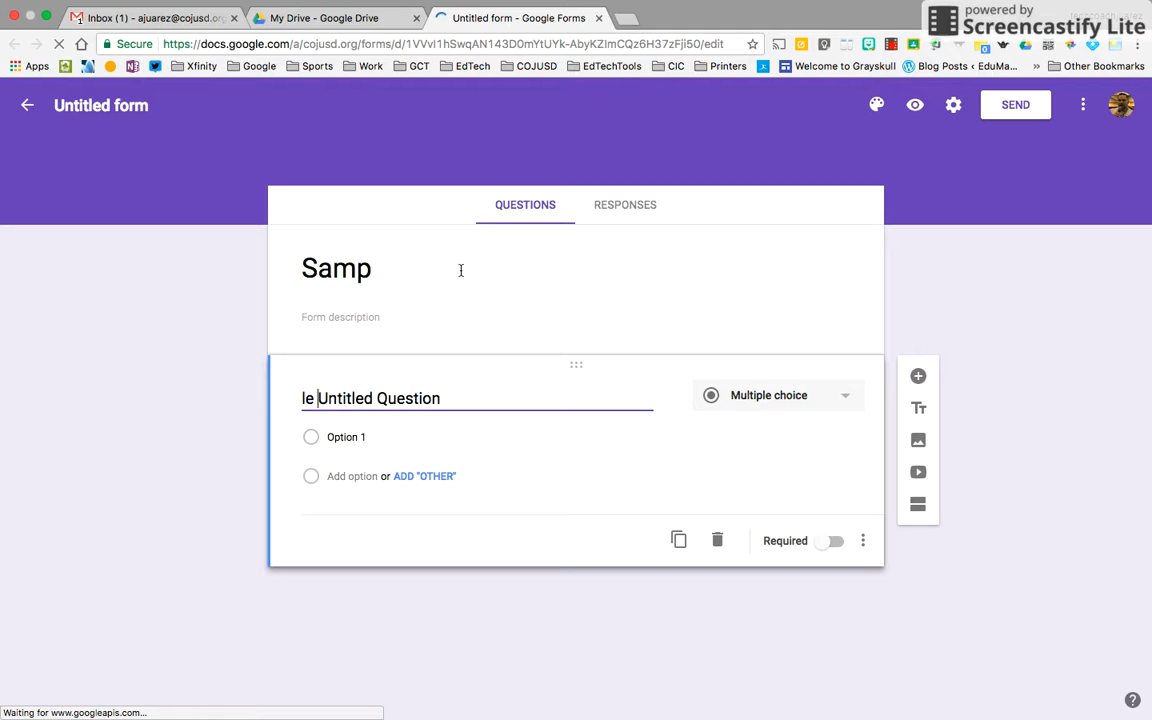 Inbox (1) - ajuarez@cojusd.org
My Drive - Google Drive
Untitled form - Google Forms
powered by
Screencastify Lite
Secure
https://docs.google.com/a/cojusd.org/forms/d/1VVvI1hSwqAN143D0mYtUYk-AbyKZlmCQz6H37zFji50/edit
Apps
Xfinity
Google
Sports
Work
GCT
EdTech
COJUSD
EdTechTools
CIC
Printers
Welcome to Grayskull
Blog Posts ‹ EduMa...
»
Other Bookmarks
Untitled form
SEND
QUESTIONS
RESPONSES
Samp
Form description
le Untitled Question
Multiple choice
Option 1
Add option or ADD "OTHER"
Required
Waiting for www.googleapis.com...